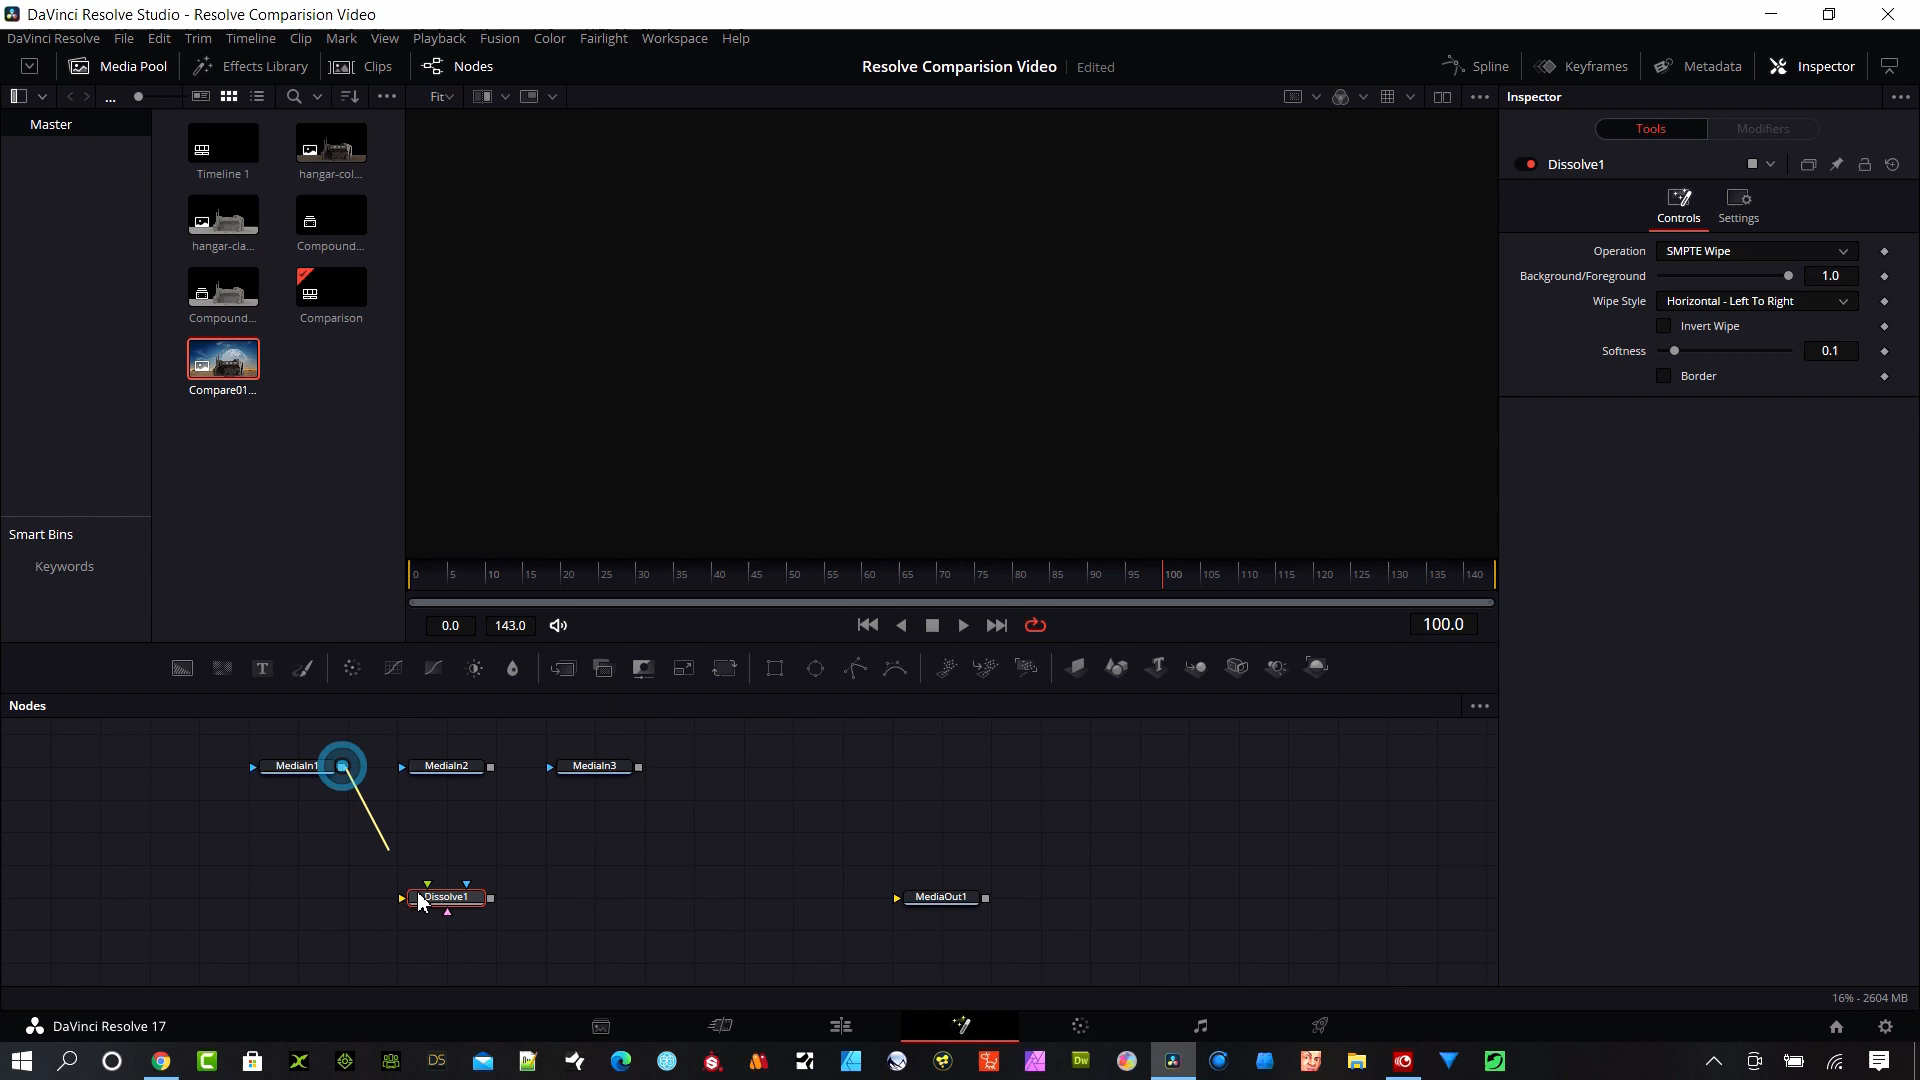 DaVinci Resolve Studio - Resolve Comparision Video
DaVinci Resolve File Edit Trim Timeline Clip Mark View Playback Fusion Color Fairlight Workspace Help
Media Pool Effects Library Clips Nodes Resolve Comparision Video Edited Spline Keyframes Metadata Inspector
... Fit Inspector
Master
Timeline 1
hangar-col...
hangar-cla...
Compound...
Compound...
Comparison
Compare01...
Smart Bins
Keywords
Tools Modifiers
Dissolve1
Controls Settings
Operation SMPTE Wipe
Background/Foreground 1.0
Wipe Style Horizontal - Left To Right
Invert Wipe
Softness 0.1
Border
0 5 10 15 20 25 30 35 40 45 50 55 60 65 70 75 80 85 90 95 100 105 110 115 120 125 130 135 140
0.0 143.0 100.0
T T
Nodes
MediaIn1 MediaIn2 MediaIn3
Dissolve1 MediaOut1
16% - 2604 MB
DaVinci Resolve 17
DS Dw